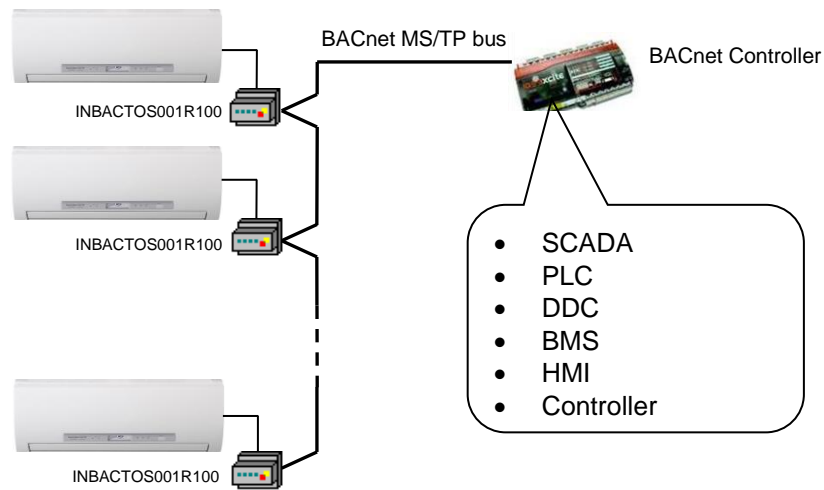 BACnet MS/TP bus
BACnet Controller
INBACTOS001R100
INBACTOS001R100
• SCADA
• PLC
• DDC
• BMS
• HMI
• Controller
INBACTOS001R100